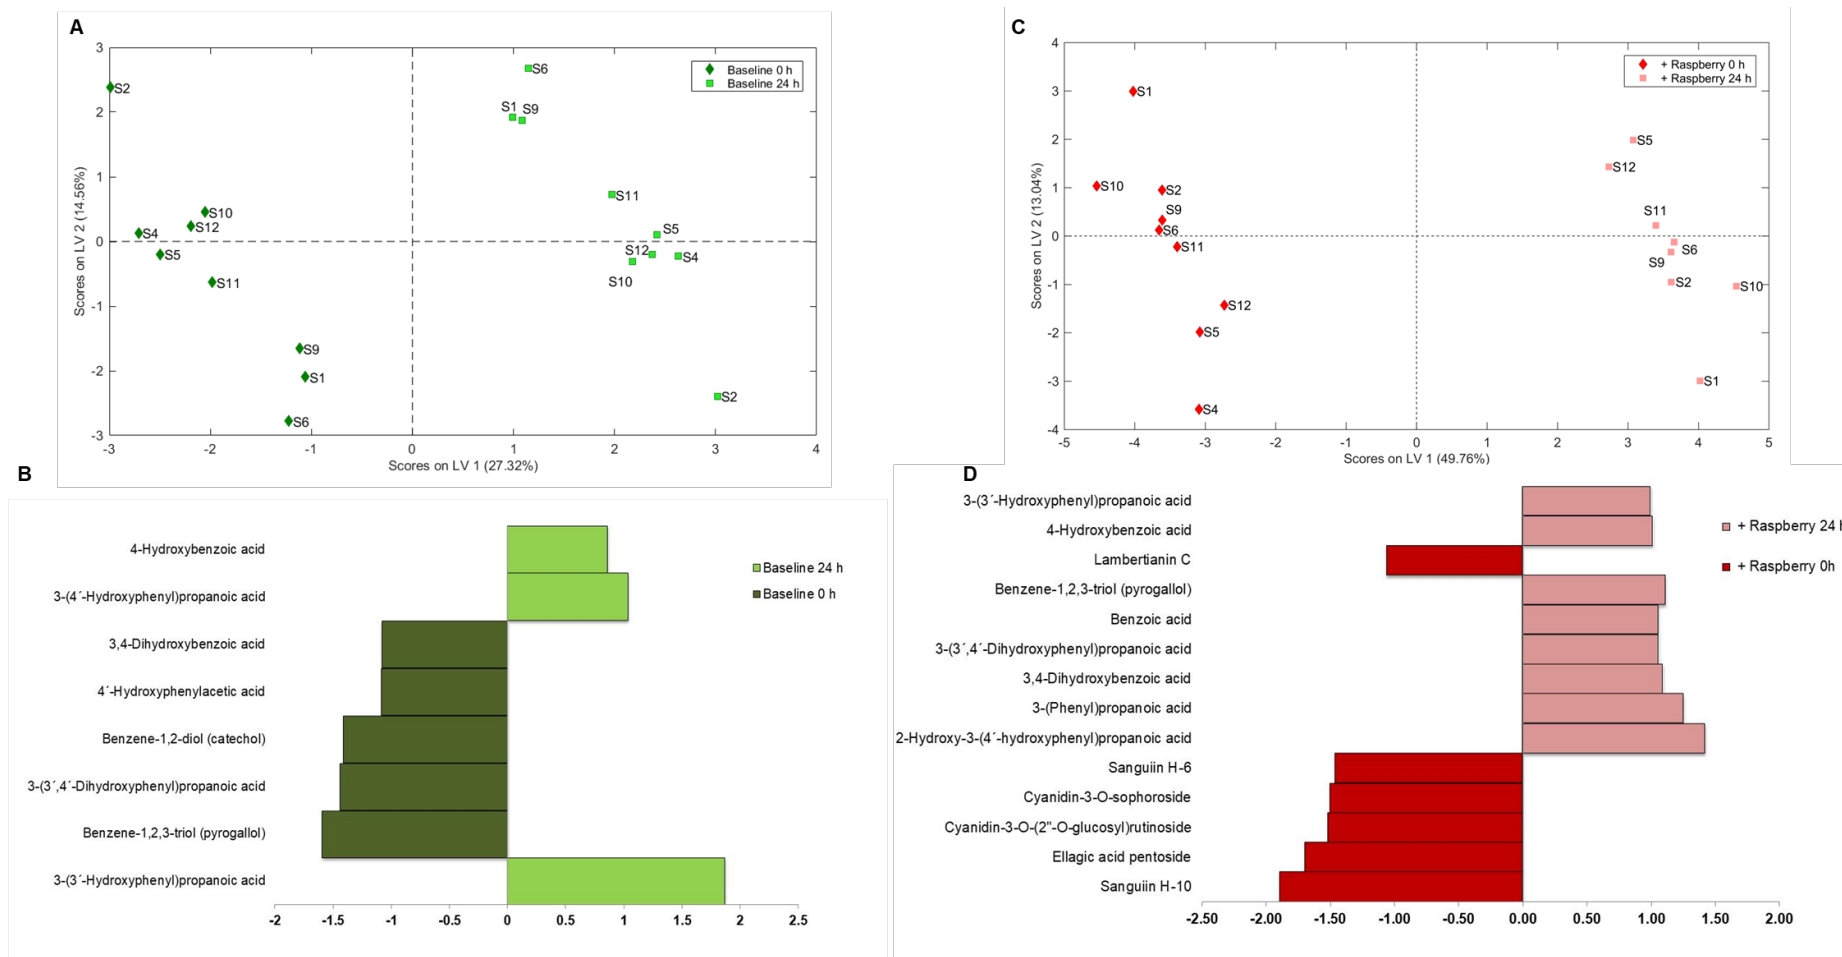 A
3
2
1
0
-1
-2
-3
-3
-2
-1
0
1
2
3
4
Scores on LV 2 (14.56%)
Scores on LV 1 (27.32%)
Baseline 0 h
Baseline 24 h
S2
S6
S1
S9
S11
S10
S12
S4
S5
S5
S12
S4
S10
S11
S9
S1
S6
S2
C
4
3
2
1
0
-1
-2
-3
-4
-5
-4
-3
-2
-1
0
1
2
3
4
5
Scores on LV 2 (13.04%)
Scores on LV 1 (49.76%)
+ Raspberry 0 h
+ Raspberry 24 h
S1
S5
S12
S10
S2
S9
S11
S6
S11
S6
S9
S2
S10
S12
S5
S1
S4
B
4-Hydroxybenzoic acid
3-(4´-Hydroxyphenyl)propanoic acid
3,4-Dihydroxybenzoic acid
4´-Hydroxyphenylacetic acid
Benzene-1,2-diol (catechol)
3-(3´,4´-Dihydroxyphenyl)propanoic acid
Benzene-1,2,3-triol (pyrogallol)
3-(3´-Hydroxyphenyl)propanoic acid
Baseline 24 h
Baseline 0 h
-2
-1.5
-1
-0.5
0
0.5
1
1.5
2
2.5
D
3-(3´-Hydroxyphenyl)propanoic acid
4-Hydroxybenzoic acid
Lambertianin C
Benzene-1,2,3-triol (pyrogallol)
Benzoic acid
3-(3´,4´-Dihydroxyphenyl)propanoic acid
3,4-Dihydroxybenzoic acid
3-(Phenyl)propanoic acid
2-Hydroxy-3-(4´-hydroxyphenyl)propanoic acid
Sanguiin H-6
Cyanidin-3-O-sophoroside
Cyanidin-3-O-(2"-O-glucosyl)rutinoside
Ellagic acid pentoside
Sanguiin H-10
+ Raspberry 24 h
+ Raspberry 0h
-2.50
-2.00
-1.50
-1.00
-0.50
0.00
0.50
1.00
1.50
2.00